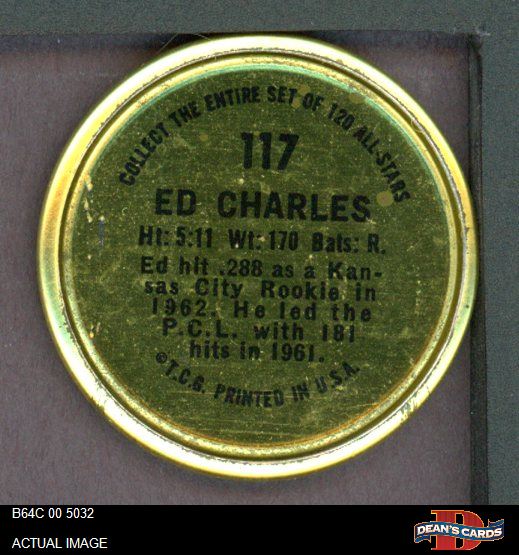 COLLECT THE ENTIRE SET OF 120 ALL-STARS
117
ED CHARLES
Ht: 5:11 Wt: 170 Bats: R.
Ed hit .288 as a Kan-
sas City Rookie in
1962. He led the
P.C.L. with 181
hits in 1961.
©T.C.G. PRINTED IN U.S.A.
B64C 00 5032
ACTUAL IMAGE
D
DEAN'S CARDS